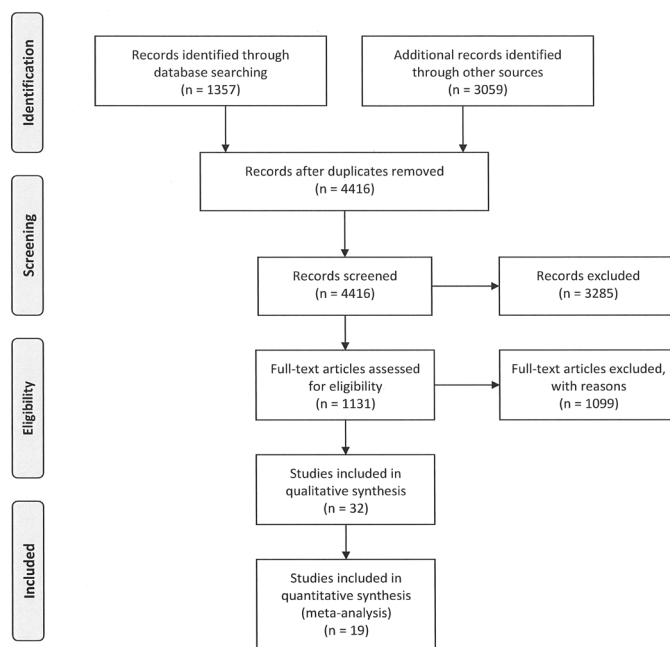 Identification
Records identified through
database searching
(n = 1357)
Additional records identified
through other sources
(n = 3059)
Records after duplicates removed
(n = 4416)
Screening
Records screened
(n = 4416)
Records excluded
(n = 3285)
Eligibility
Full-text articles assessed
for eligibility
(n = 1131)
Full-text articles excluded,
with reasons
(n = 1099)
Studies included in
qualitative synthesis
(n = 32)
Included
Studies included in
quantitative synthesis
(meta-analysis)
(n = 19)